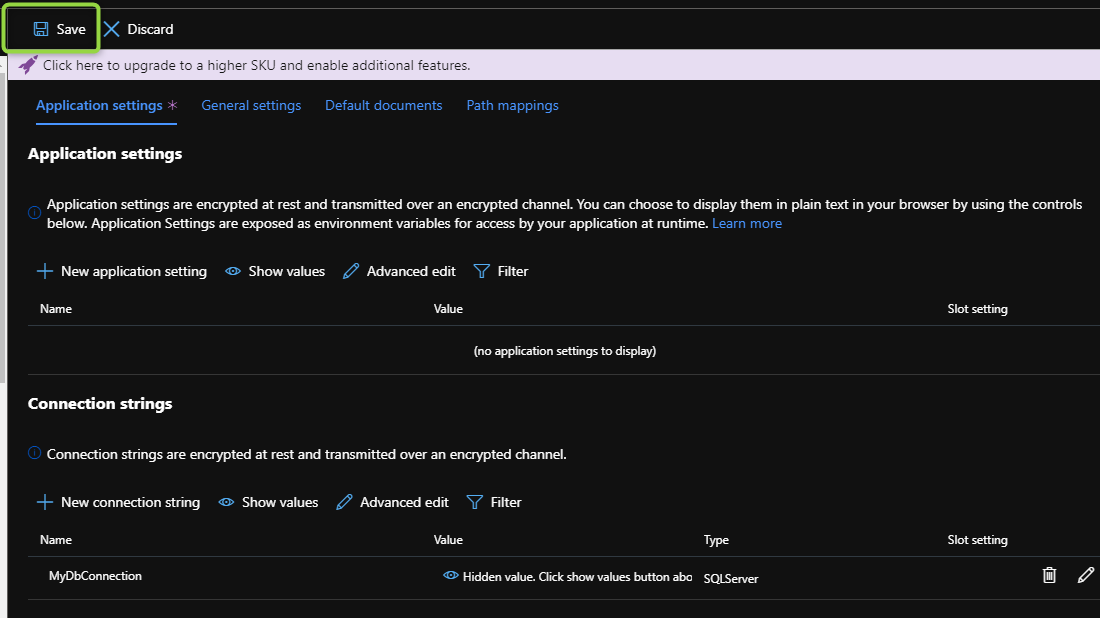 Save Discard
Click here to upgrade to a higher SKU and enable additional features.
Application settings * General settings Default documents Path mappings
Application settings
Application settings are encrypted at rest and transmitted over an encrypted channel. You can choose to display them in plain text in your browser by using the controls
below. Application Settings are exposed as environment variables for access by your application at runtime. Learn more
New application setting Show values Advanced edit Filter
Name Value Slot setting
(no application settings to display)
Connection strings
Connection strings are encrypted at rest and transmitted over an encrypted channel.
New connection string Show values Advanced edit Filter
Name Value Type Slot setting
MyDbConnection Hidden value. Click show values button abo SQLServer